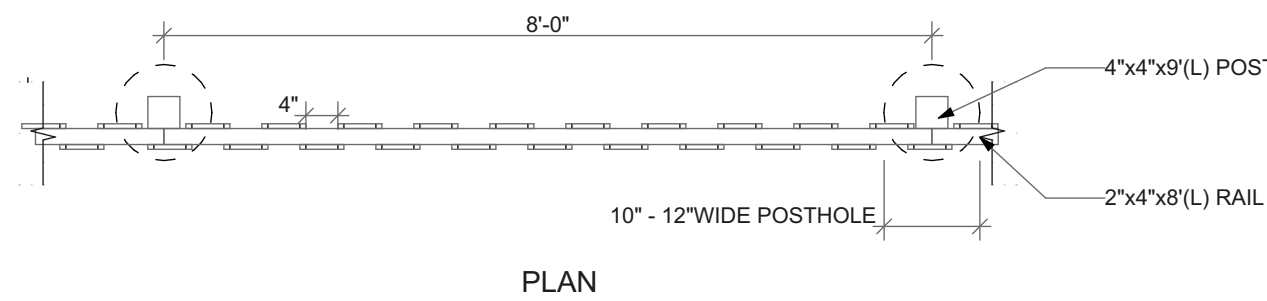 8'-0"
4"x4"x9'(L) POST
4"
2"x4"x8'(L) RAIL
10" - 12"WIDE POSTHOLE
PLAN